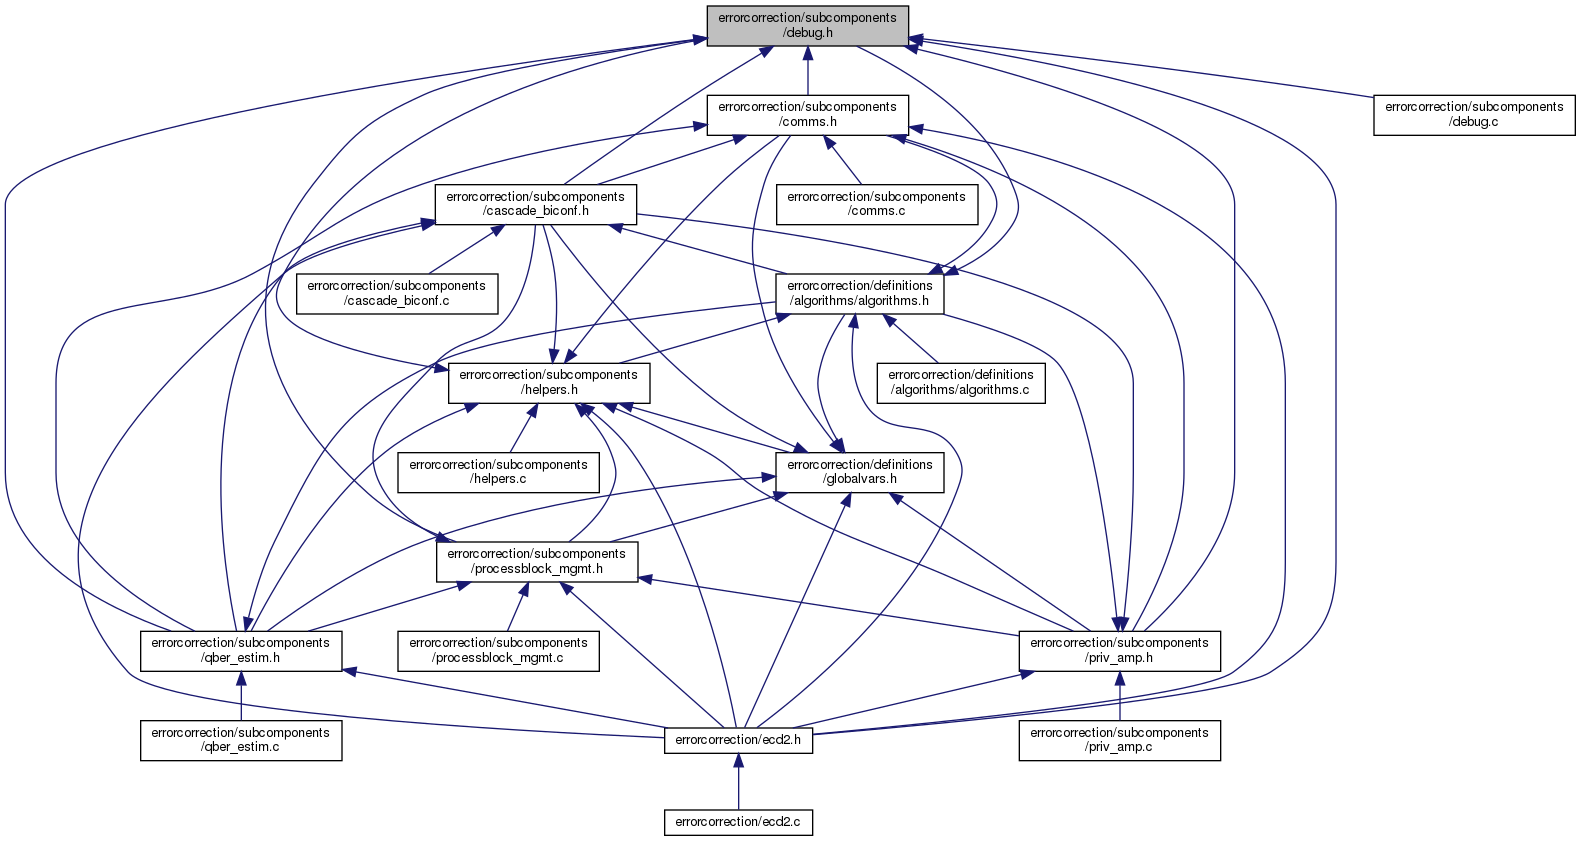 errorcorrection/subcomponents
/debug.h
errorcorrection/subcomponents
/comms.h
errorcorrection/subcomponents
/debug.c
errorcorrection/subcomponents
/cascade_biconf.h
errorcorrection/subcomponents
/comms.c
errorcorrection/subcomponents
/cascade_biconf.c
errorcorrection/definitions
/algorithms/algorithms.h
errorcorrection/subcomponents
/helpers.h
errorcorrection/definitions
/algorithms/algorithms.c
errorcorrection/subcomponents
/helpers.c
errorcorrection/definitions
/globalvars.h
errorcorrection/subcomponents
/processblock_mgmt.h
errorcorrection/subcomponents
/qber_estim.h
errorcorrection/subcomponents
/processblock_mgmt.c
errorcorrection/subcomponents
/priv_amp.h
errorcorrection/subcomponents
/qber_estim.c
errorcorrection/ecd2.h
errorcorrection/subcomponents
/priv_amp.c
errorcorrection/ecd2.c